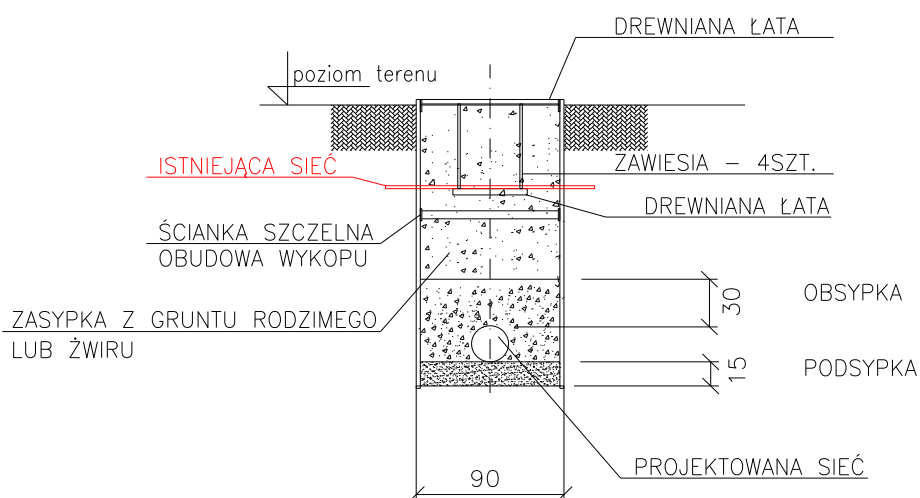 DREWNIANA ŁATA
poziom terenu
ISTNIEJĄCA SIEĆ
ZAWIESIA - 4SZT.
DREWNIANA ŁATA
ŚCIANKA SZCZELNA
OBUDOWA WYKOPU
30
OBSYPKA
ZASYPKA Z GRUNTU RODZIMEGO
LUB ŻWIRU
15
PODSYPKA
PROJEKTOWANA SIEĆ
90